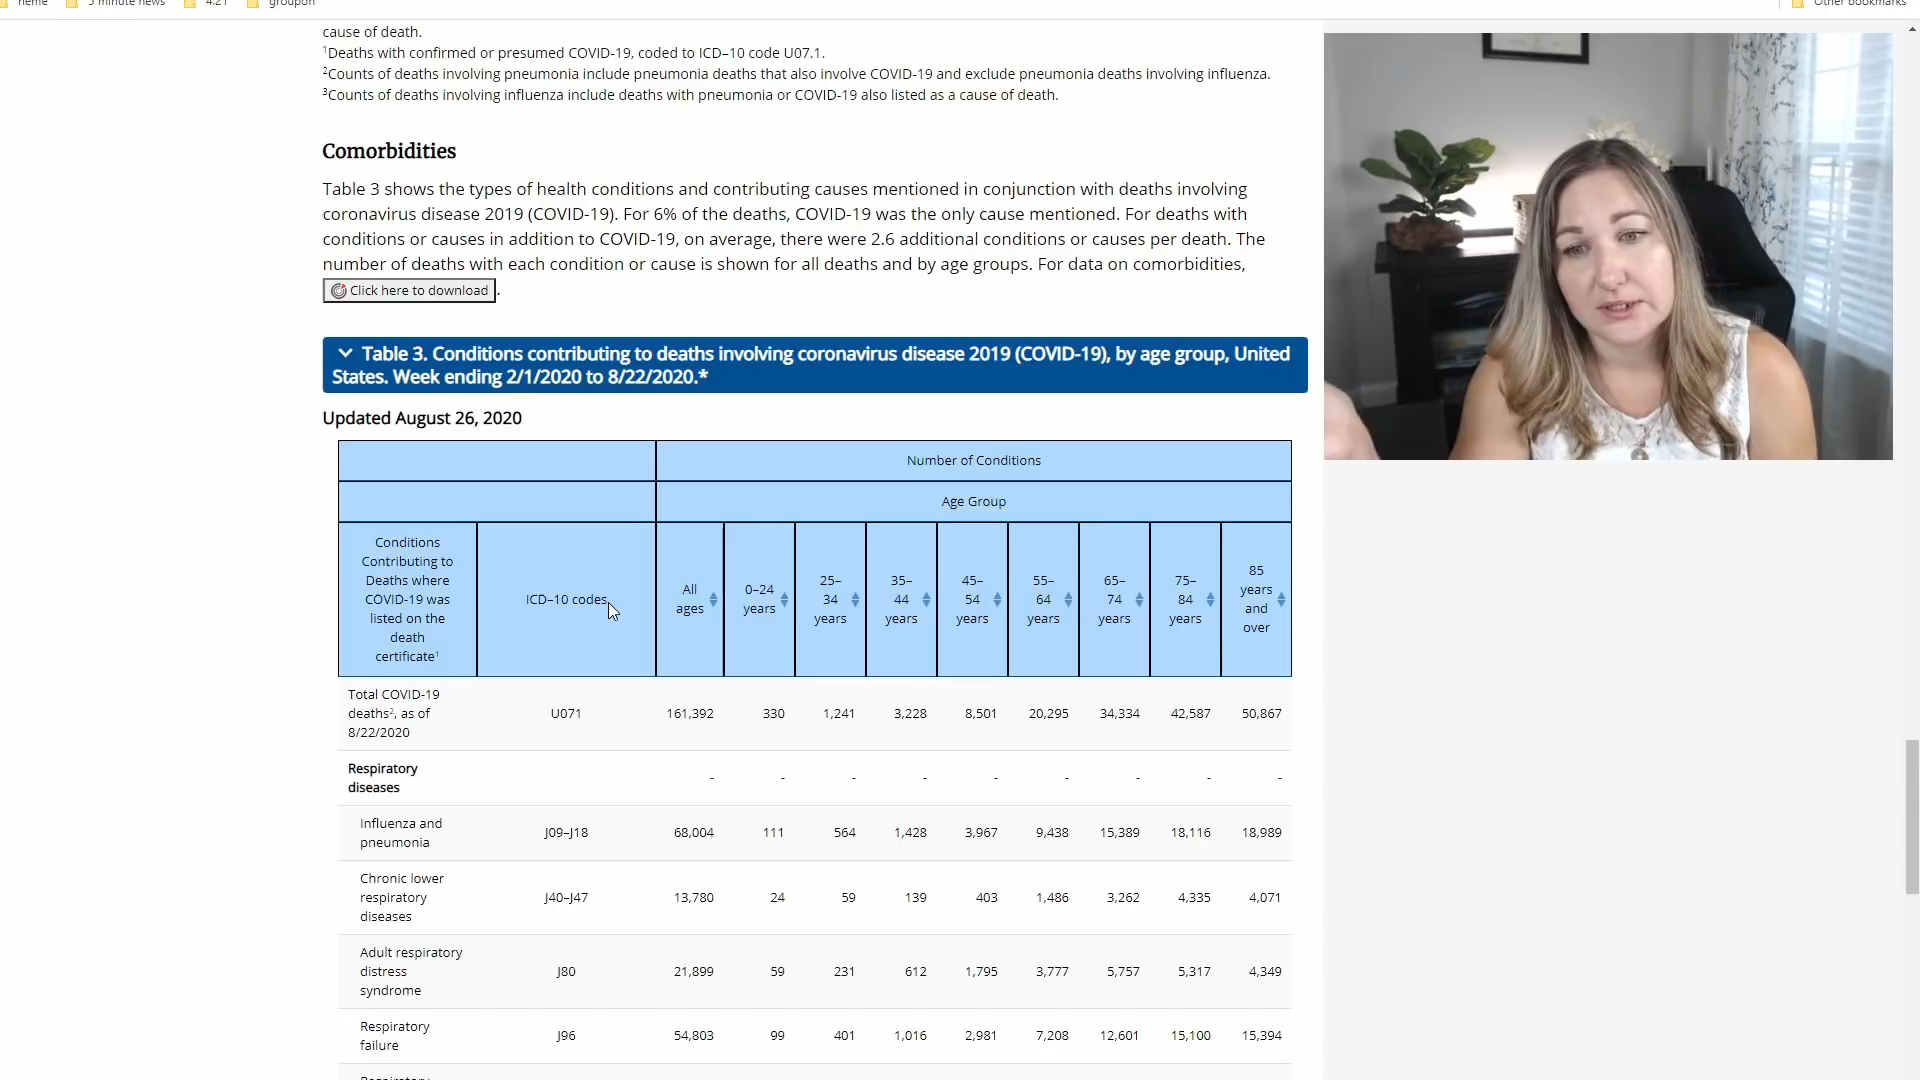 heme
5 minute news
4.21
groupon
Other bookmarks
cause of death.
¹Deaths with confirmed or presumed COVID-19, coded to ICD–10 code U07.1.
²Counts of deaths involving pneumonia include pneumonia deaths that also involve COVID-19 and exclude pneumonia deaths involving influenza.
³Counts of deaths involving influenza include deaths with pneumonia or COVID-19 also listed as a cause of death.
Comorbidities
Table 3 shows the types of health conditions and contributing causes mentioned in conjunction with deaths involving
coronavirus disease 2019 (COVID-19). For 6% of the deaths, COVID-19 was the only cause mentioned. For deaths with
conditions or causes in addition to COVID-19, on average, there were 2.6 additional conditions or causes per death. The
number of deaths with each condition or cause is shown for all deaths and by age groups. For data on comorbidities,
Click here to download.
Table 3. Conditions contributing to deaths involving coronavirus disease 2019 (COVID-19), by age group, United
States. Week ending 2/1/2020 to 8/22/2020.*
Updated August 26, 2020
Number of Conditions
Age Group
Conditions
Contributing to
Deaths where
COVID-19 was
listed on the
death
certificate¹
ICD–10 codes
All
ages
0–24
years
25–
34
years
35–
44
years
45–
54
years
55–
64
years
65–
74
years
75–
84
years
85
years
and
over
Total COVID-19
deaths², as of
8/22/2020
U071 161,392 330 1,241 3,228 8,501 20,295 34,334 42,587 50,867
Respiratory
diseases
- - - - - - - - -
Influenza and
pneumonia
J09–J18 68,004 111 564 1,428 3,967 9,438 15,389 18,116 18,989
Chronic lower
respiratory
diseases
J40–J47 13,780 24 59 139 403 1,486 3,262 4,335 4,071
Adult respiratory
distress
syndrome
J80 21,899 59 231 612 1,795 3,777 5,757 5,317 4,349
Respiratory
failure
J96 54,803 99 401 1,016 2,981 7,208 12,601 15,100 15,394
Respiratory